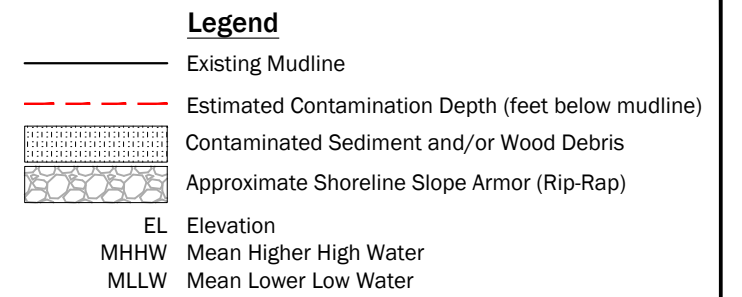 Legend
Existing Mudline
Estimated Contamination Depth (feet below mudline)
Contaminated Sediment and/or Wood Debris
Approximate Shoreline Slope Armor (Rip-Rap)
EL Elevation
MHHW Mean Higher High Water
MLLW Mean Lower Low Water